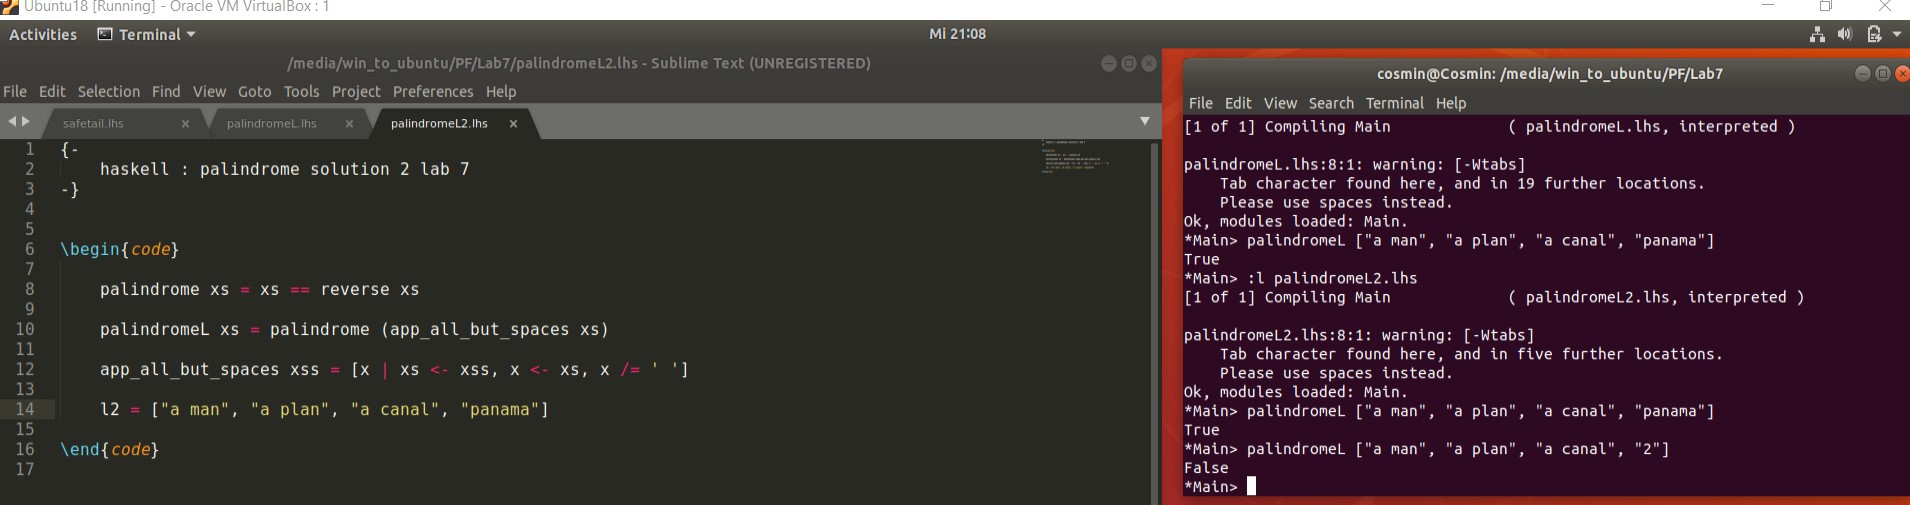 Ubuntu18 [Running] - Oracle VM VirtualBox : 1
Activities Terminal Mi 21:08
/media/win_to_ubuntu/PF/Lab7/palindromeL2.lhs - Sublime Text (UNREGISTERED)
File Edit Selection Find View Goto Tools Project Preferences Help
safetail.lhs palindromeL.lhs palindromeL2.lhs
1 {-
2 haskell : palindrome solution 2 lab 7
3 -}
4
5
6 \begin{code}
7
8 palindrome xs = xs == reverse xs
9
10 palindromeL xs = palindrome (app_all_but_spaces xs)
11
12 app_all_but_spaces xss = [x | xs <- xss, x <- xs, x /= ' ']
13
14 l2 = ["a man", "a plan", "a canal", "panama"]
15
16 \end{code}
17
cosmin@Cosmin: /media/win_to_ubuntu/PF/Lab7
File Edit View Search Terminal Help
[1 of 1] Compiling Main ( palindromeL.lhs, interpreted )
palindromeL.lhs:8:1: warning: [-Wtabs]
Tab character found here, and in 19 further locations.
Please use spaces instead.
Ok, modules loaded: Main.
*Main> palindromeL ["a man", "a plan", "a canal", "panama"]
True
*Main> :l palindromeL2.lhs
[1 of 1] Compiling Main ( palindromeL2.lhs, interpreted )
palindromeL2.lhs:8:1: warning: [-Wtabs]
Tab character found here, and in five further locations.
Please use spaces instead.
Ok, modules loaded: Main.
*Main> palindromeL ["a man", "a plan", "a canal", "panama"]
True
*Main> palindromeL ["a man", "a plan", "a canal", "2"]
False
*Main>